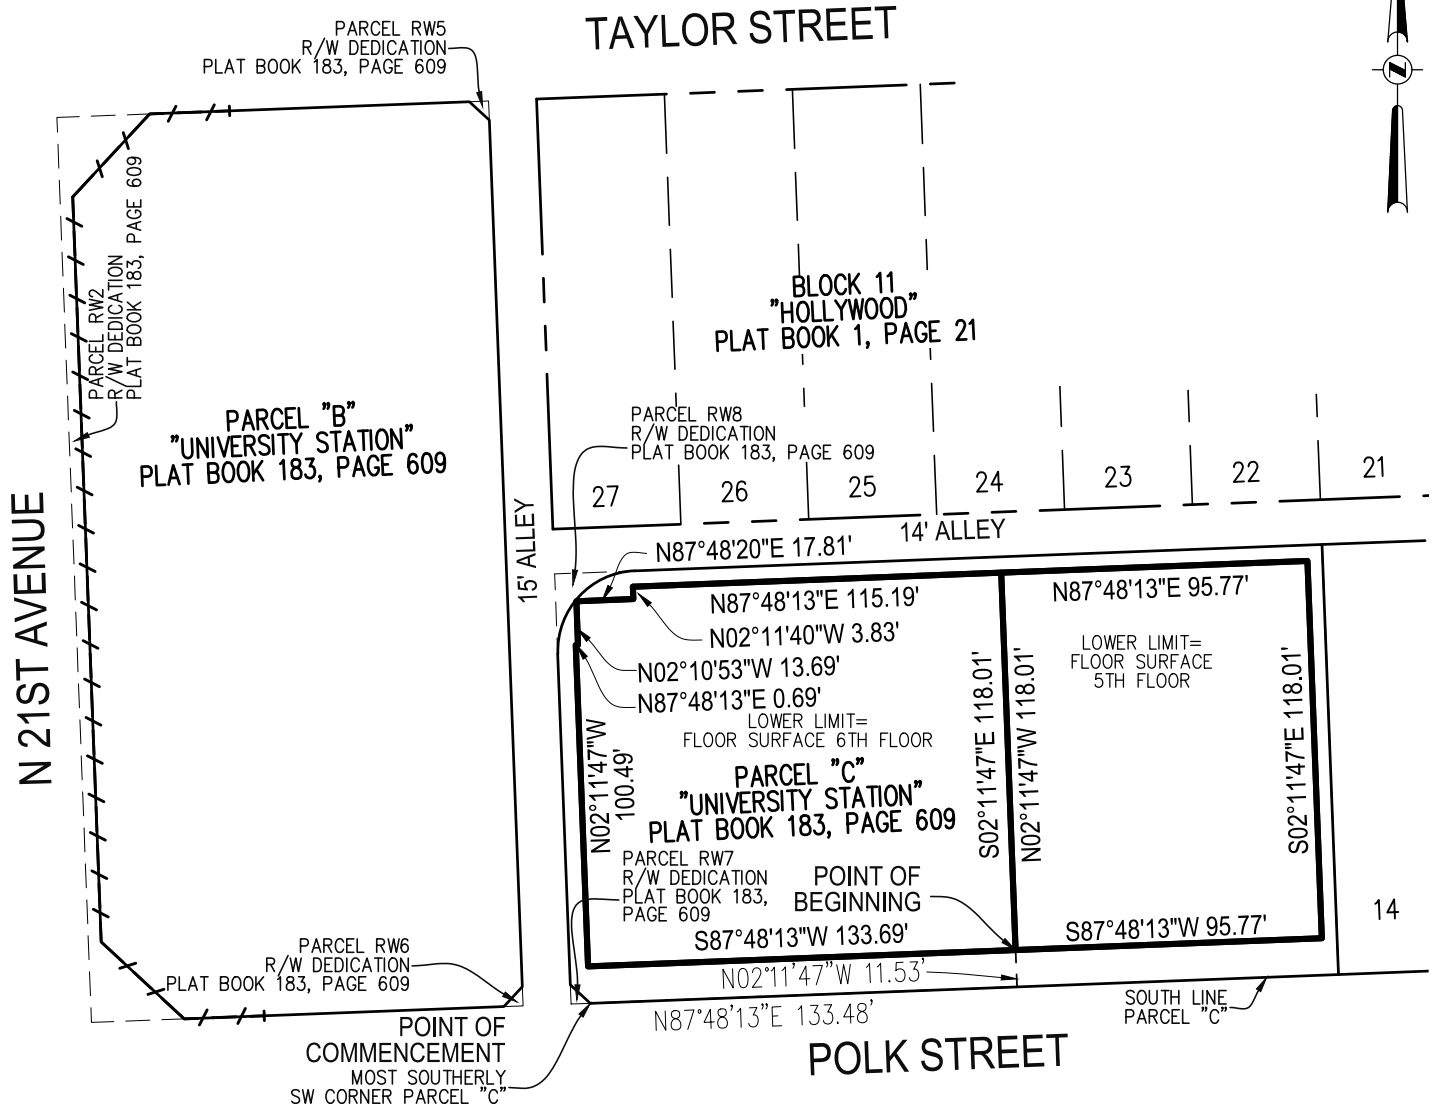 TAYLOR STREET
PARCEL RW5
R/W DEDICATION
PLAT BOOK 183, PAGE 609
N
PARCEL RW2
R/W DEDICATION
PLAT BOOK 183, PAGE 609
BLOCK 11
"HOLLYWOOD"
PLAT BOOK 1, PAGE 21
PARCEL "B"
"UNIVERSITY STATION"
PLAT BOOK 183, PAGE 609
PARCEL RW8
R/W DEDICATION
PLAT BOOK 183, PAGE 609
27
26
25
24
23
22
21
N 21ST AVENUE
15' ALLEY
14' ALLEY
N87°48'20"E 17.81'
N87°48'13"E 115.19'
N87°48'13"E 95.77'
N02°11'40"W 3.83'
N02°10'53"W 13.69'
N87°48'13"E 0.69'
LOWER LIMIT=
FLOOR SURFACE
5TH FLOOR
LOWER LIMIT=
FLOOR SURFACE 6TH FLOOR
N02°11'47"W
100.49'
PARCEL "C"
"UNIVERSITY STATION"
PLAT BOOK 183, PAGE 609
S02°11'47"E 118.01'
N02°11'47"W 118.01'
S02°11'47"E 118.01'
PARCEL RW7
R/W DEDICATION
PLAT BOOK 183,
PAGE 609
POINT OF
BEGINNING
14
S87°48'13"W 133.69'
S87°48'13"W 95.77'
PARCEL RW6
R/W DEDICATION
PLAT BOOK 183, PAGE 609
N02°11'47"W 11.53'
N87°48'13"E 133.48'
SOUTH LINE
PARCEL "C"
POINT OF
COMMENCEMENT
MOST SOUTHERLY
SW CORNER PARCEL "C"
POLK STREET